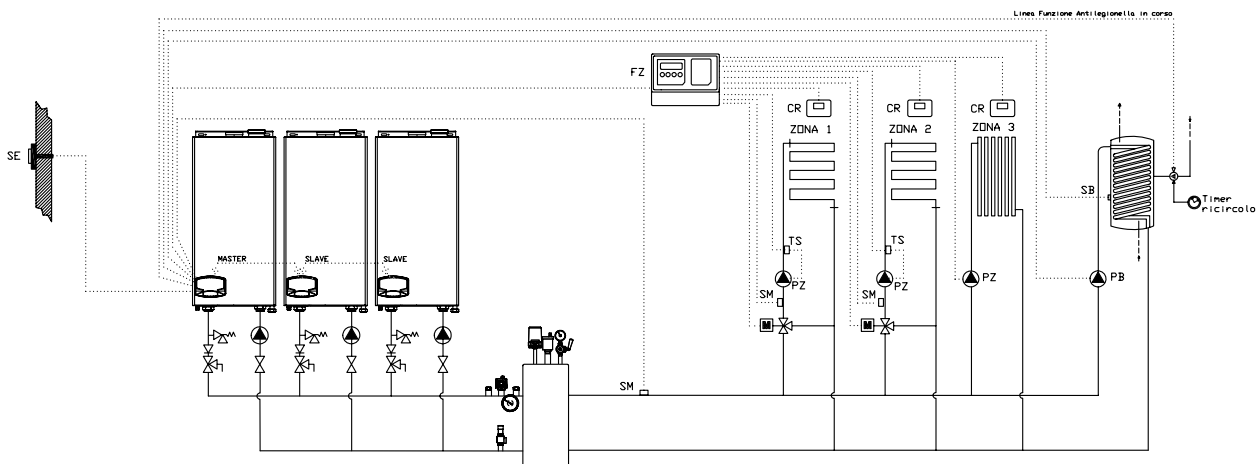 Linea Funzione Antilegionella in corso
FZ
CR
CR
CR
ZONA 1
ZONA 2
ZONA 3
SE
SB
Timer
ricircolo
MASTER
SLAVE
SLAVE
TS
TS
PZ
PZ
PZ
PB
SM
SM
M
M
SM